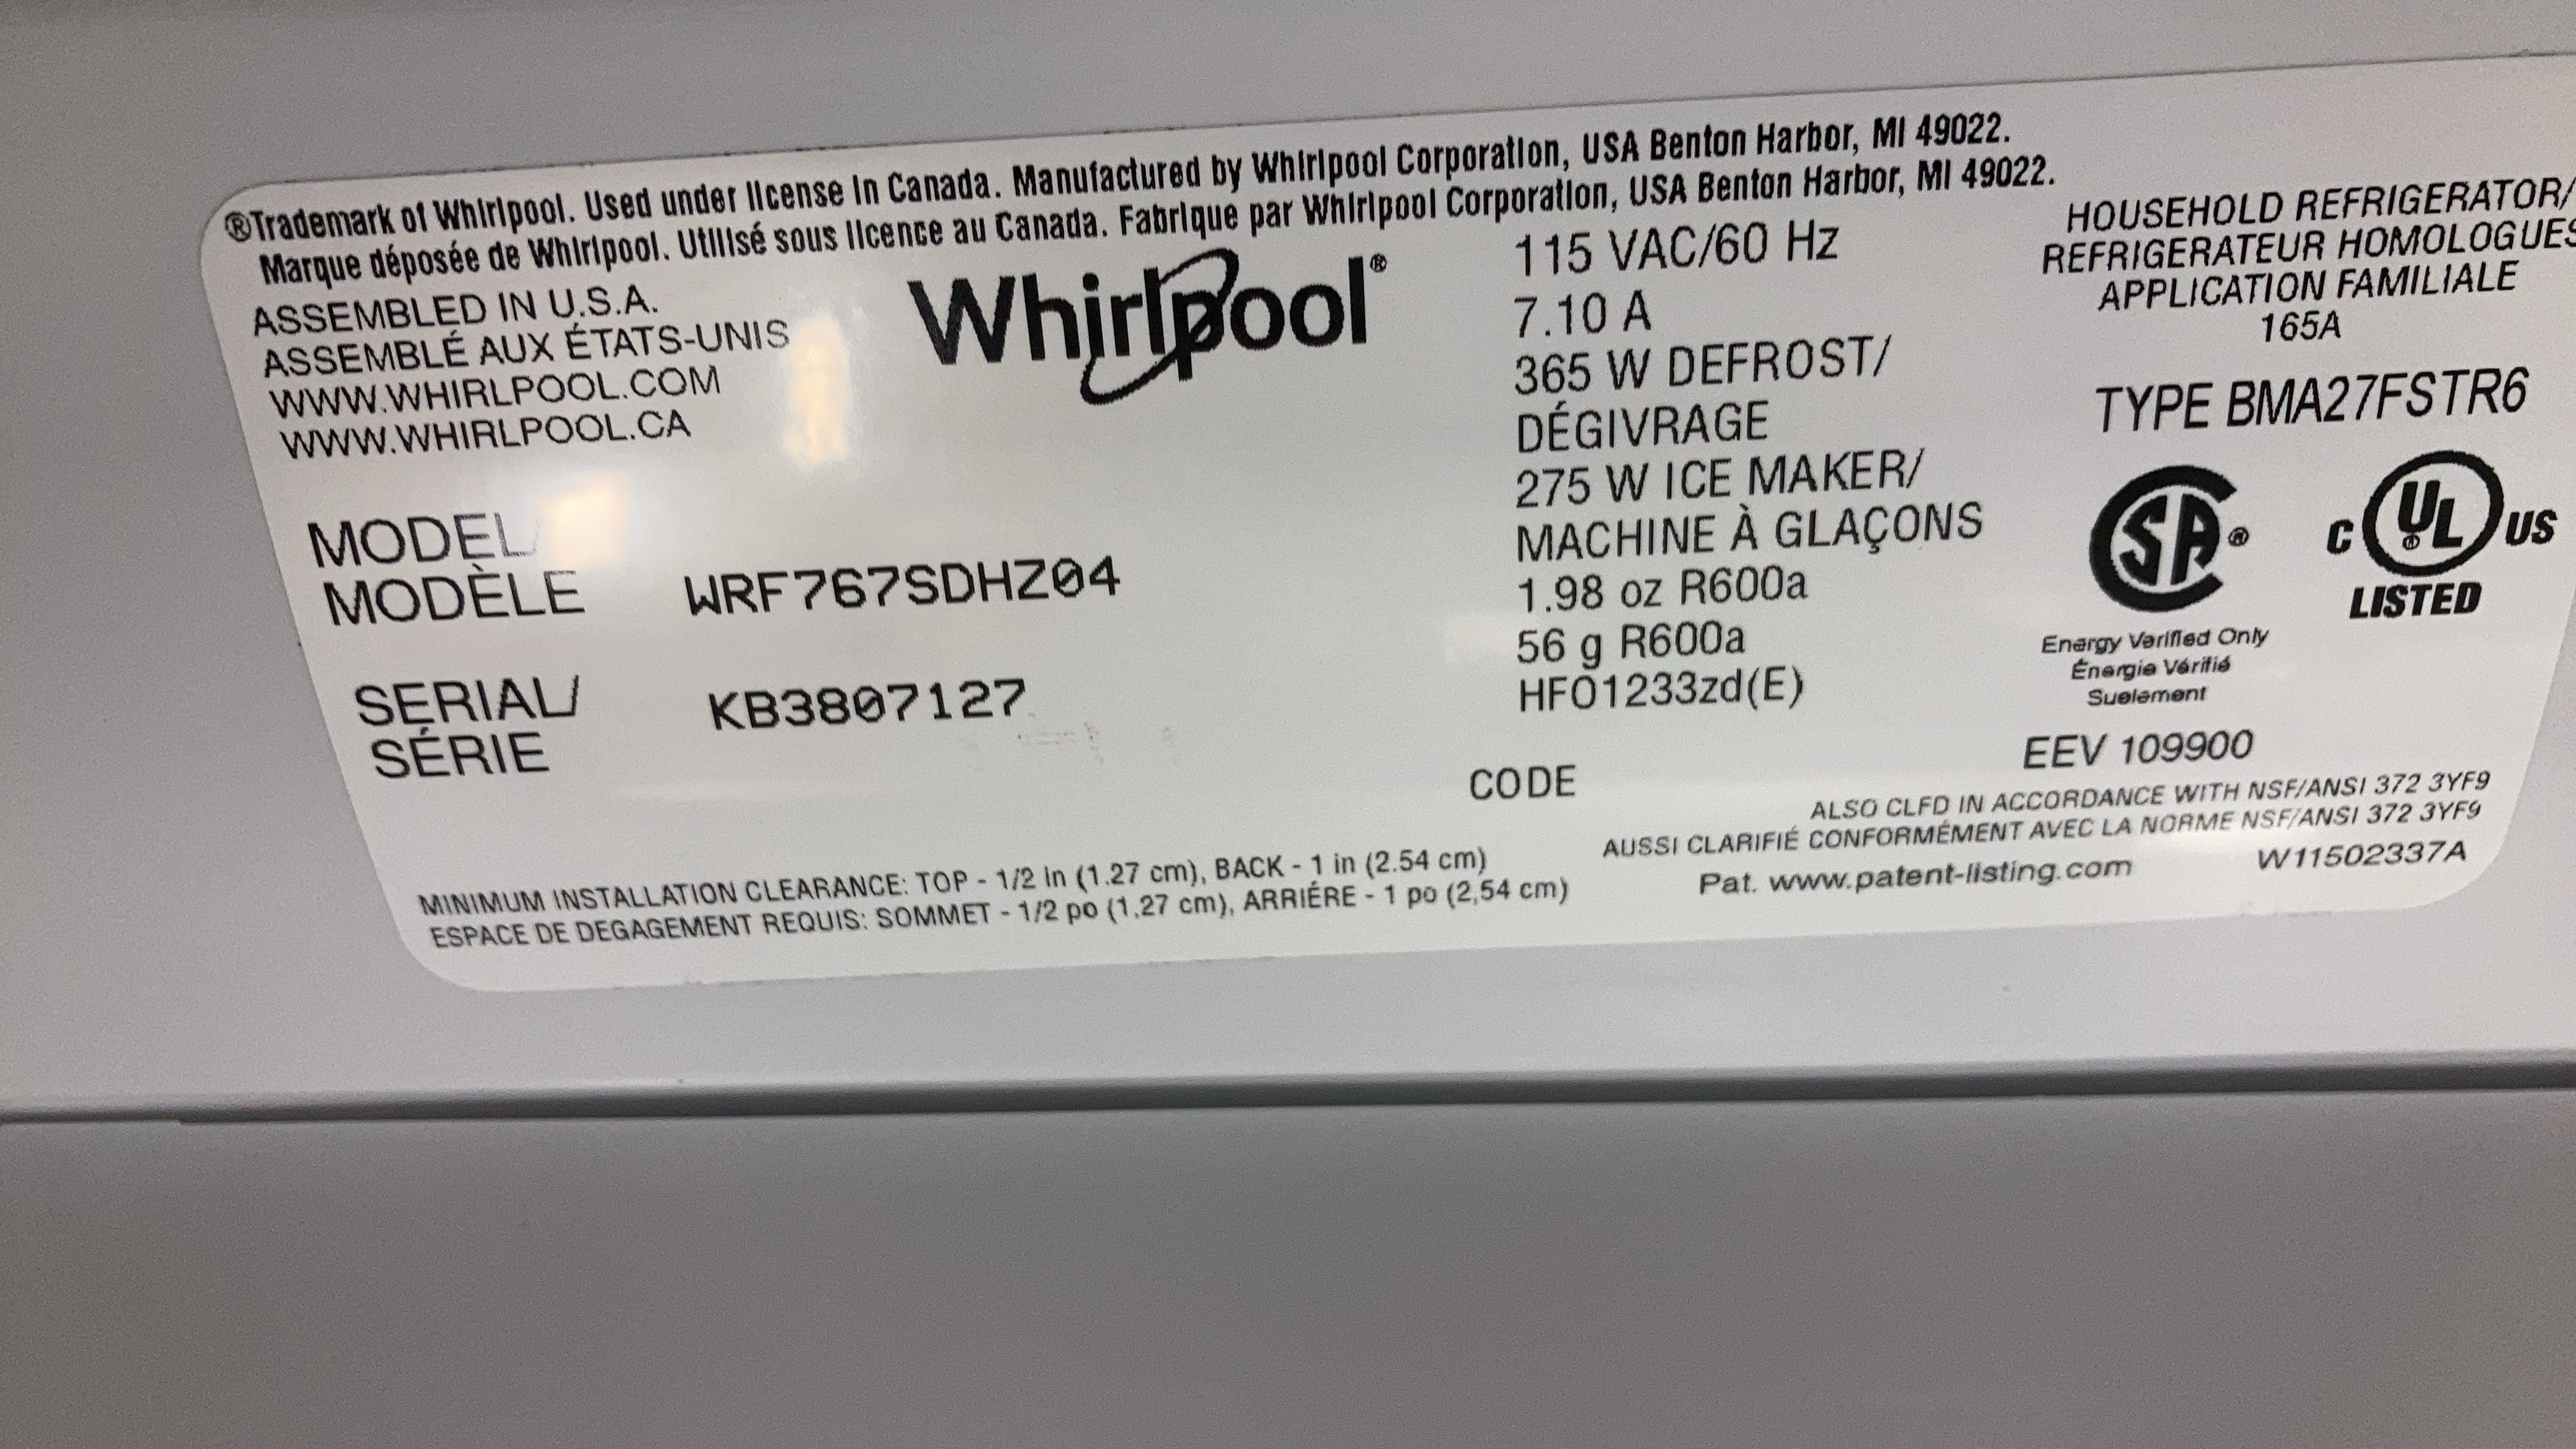 ®Trademark of Whirlpool. Used under license in Canada. Manufactured by Whirlpool Corporation, USA Benton Harbor, MI 49022.
Marque déposée de Whirlpool. Utilisé sous licence au Canada. Fabrique par Whirlpool Corporation, USA Benton Harbor, MI 49022.
ASSEMBLED IN U.S.A.
ASSEMBLÉ AUX ÉTATS-UNIS
WWW.WHIRLPOOL.COM
WWW.WHIRLPOOL.CA
Whirlpool®
MODEL/
MODÈLE WRF767SDHZ04
SERIAL/
SÉRIE KB3807127
115 VAC/60 Hz
7.10 A
365 W DEFROST/
DÉGIVRAGE
275 W ICE MAKER/
MACHINE À GLAÇONS
1.98 oz R600a
56 g R600a
HFO1233zd(E)
CODE
HOUSEHOLD REFRIGERATOR/
REFRIGERATEUR HOMOLOGUES
APPLICATION FAMILIALE
165A
TYPE BMA27FSTR6
SA®
C UL® US
LISTED
Energy Verified Only
Énergie Vérifié
Suelement
EEV 109900
ALSO CLFD IN ACCORDANCE WITH NSF/ANSI 372 3YF9
AUSSI CLARIFIÉ CONFORMÉMENT AVEC LA NORME NSF/ANSI 372 3YF9
Pat. www.patent-listing.com W11502337A
MINIMUM INSTALLATION CLEARANCE: TOP - 1/2 in (1.27 cm), BACK - 1 in (2.54 cm)
ESPACE DE DEGAGEMENT REQUIS: SOMMET - 1/2 po (1,27 cm), ARRIÉRE - 1 po (2,54 cm)